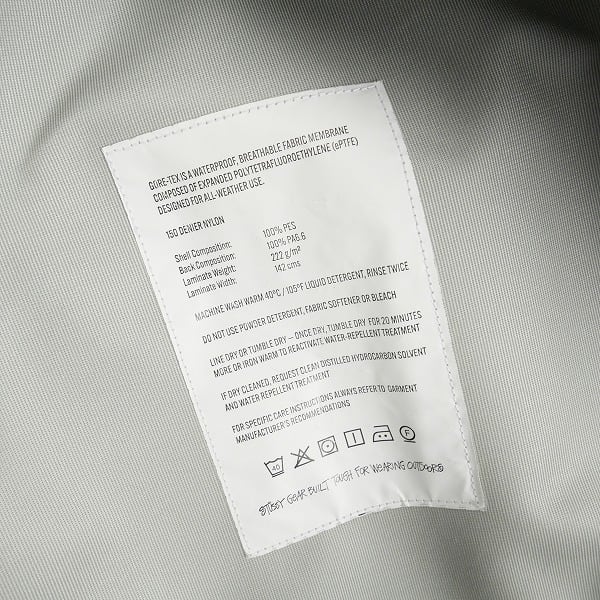 GORE-TEX IS A WATERPROOF, BREATHABLE FABRIC MEMBRANE
COMPOSED OF EXPANDED POLYTETRAFLUOROETHYLENE (ePTFE)
DESIGNED FOR ALL-WEATHER USE.
150 DENIER NYLON
Shell Composition: 100% PES
Back Composition: 100% PA6.6
Laminate Weight: 222 g/m²
Laminate Width: 142 cms
MACHINE WASH WARM 40°C / 105°F LIQUID DETERGENT, RINSE TWICE
DO NOT USE POWDER DETERGENT, FABRIC SOFTENER OR BLEACH
LINE DRY OR TUMBLE DRY – ONCE DRY, TUMBLE DRY FOR 20 MINUTES
MORE OR IRON WARM TO REACTIVATE WATER-REPELLENT TREATMENT
IF DRY CLEANED, REQUEST CLEAN DISTILLED HYDROCARBON SOLVENT
AND WATER REPELLENT TREATMENT
FOR SPECIFIC CARE INSTRUCTIONS ALWAYS REFER TO GARMENT
MANUFACTURER'S RECOMMENDATIONS
40 F
STÜSSY GEAR BUILT TOUGH FOR WEARING OUTDOORS